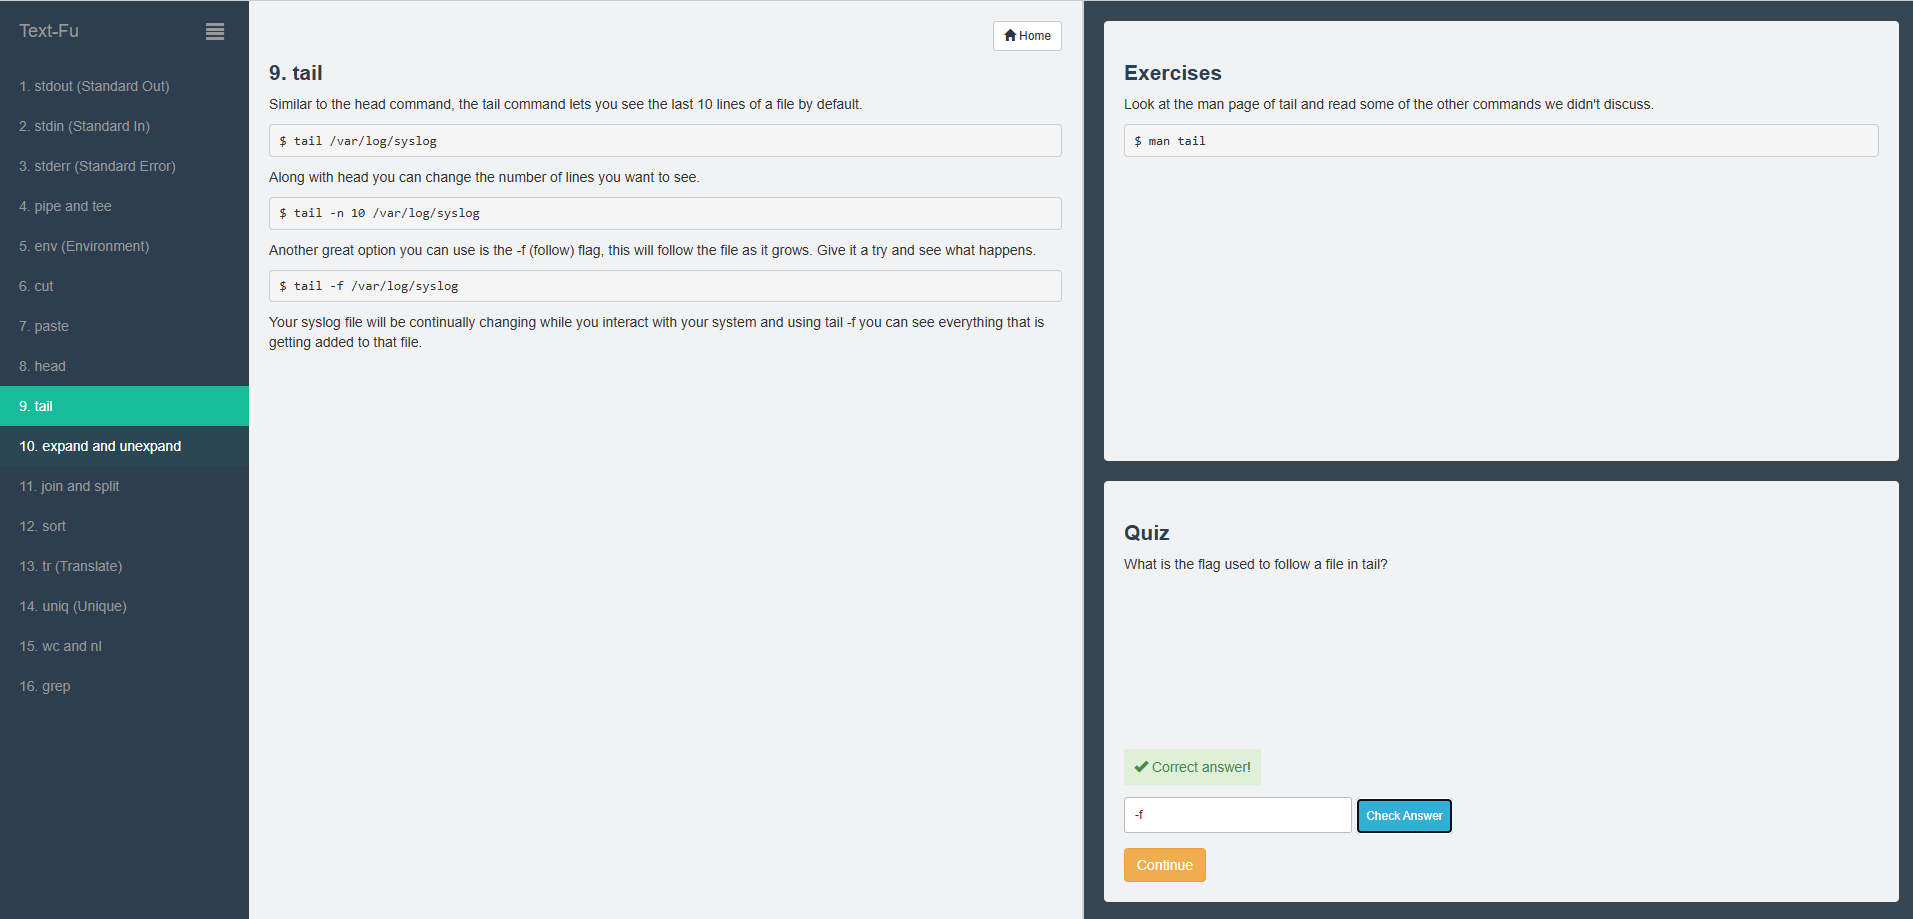 Text-Fu
1. stdout (Standard Out)
2. stdin (Standard In)
3. stderr (Standard Error)
4. pipe and tee
5. env (Environment)
6. cut
7. paste
8. head
9. tail
10. expand and unexpand
11. join and split
12. sort
13. tr (Translate)
14. uniq (Unique)
15. wc and nl
16. grep
Home
9. tail
Similar to the head command, the tail command lets you see the last 10 lines of a file by default.
$ tail /var/log/syslog
Along with head you can change the number of lines you want to see.
$ tail -n 10 /var/log/syslog
Another great option you can use is the -f (follow) flag, this will follow the file as it grows. Give it a try and see what happens.
$ tail -f /var/log/syslog
Your syslog file will be continually changing while you interact with your system and using tail -f you can see everything that is
getting added to that file.
Exercises
Look at the man page of tail and read some of the other commands we didn't discuss.
$ man tail
Quiz
What is the flag used to follow a file in tail?
Correct answer!
-f
Check Answer
Continue